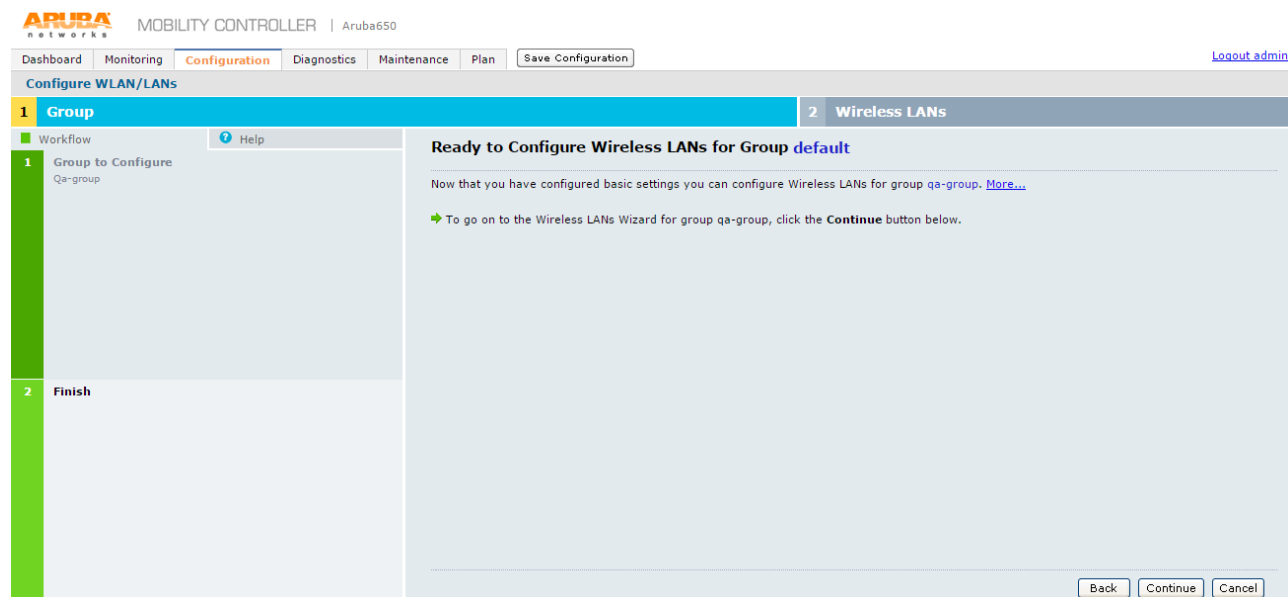 ARUBA networks MOBILITY CONTROLLER | Aruba650
Dashboard Monitoring Configuration Diagnostics Maintenance Plan Save Configuration Logout admin
Configure WLAN/LANs
1 Group 2 Wireless LANs
Workflow ? Help
1 Group to Configure
Qa-group
Ready to Configure Wireless LANs for Group default
Now that you have configured basic settings you can configure Wireless LANs for group qa-group. More...
To go on to the Wireless LANs Wizard for group qa-group, click the Continue button below.
2 Finish
Back Continue Cancel